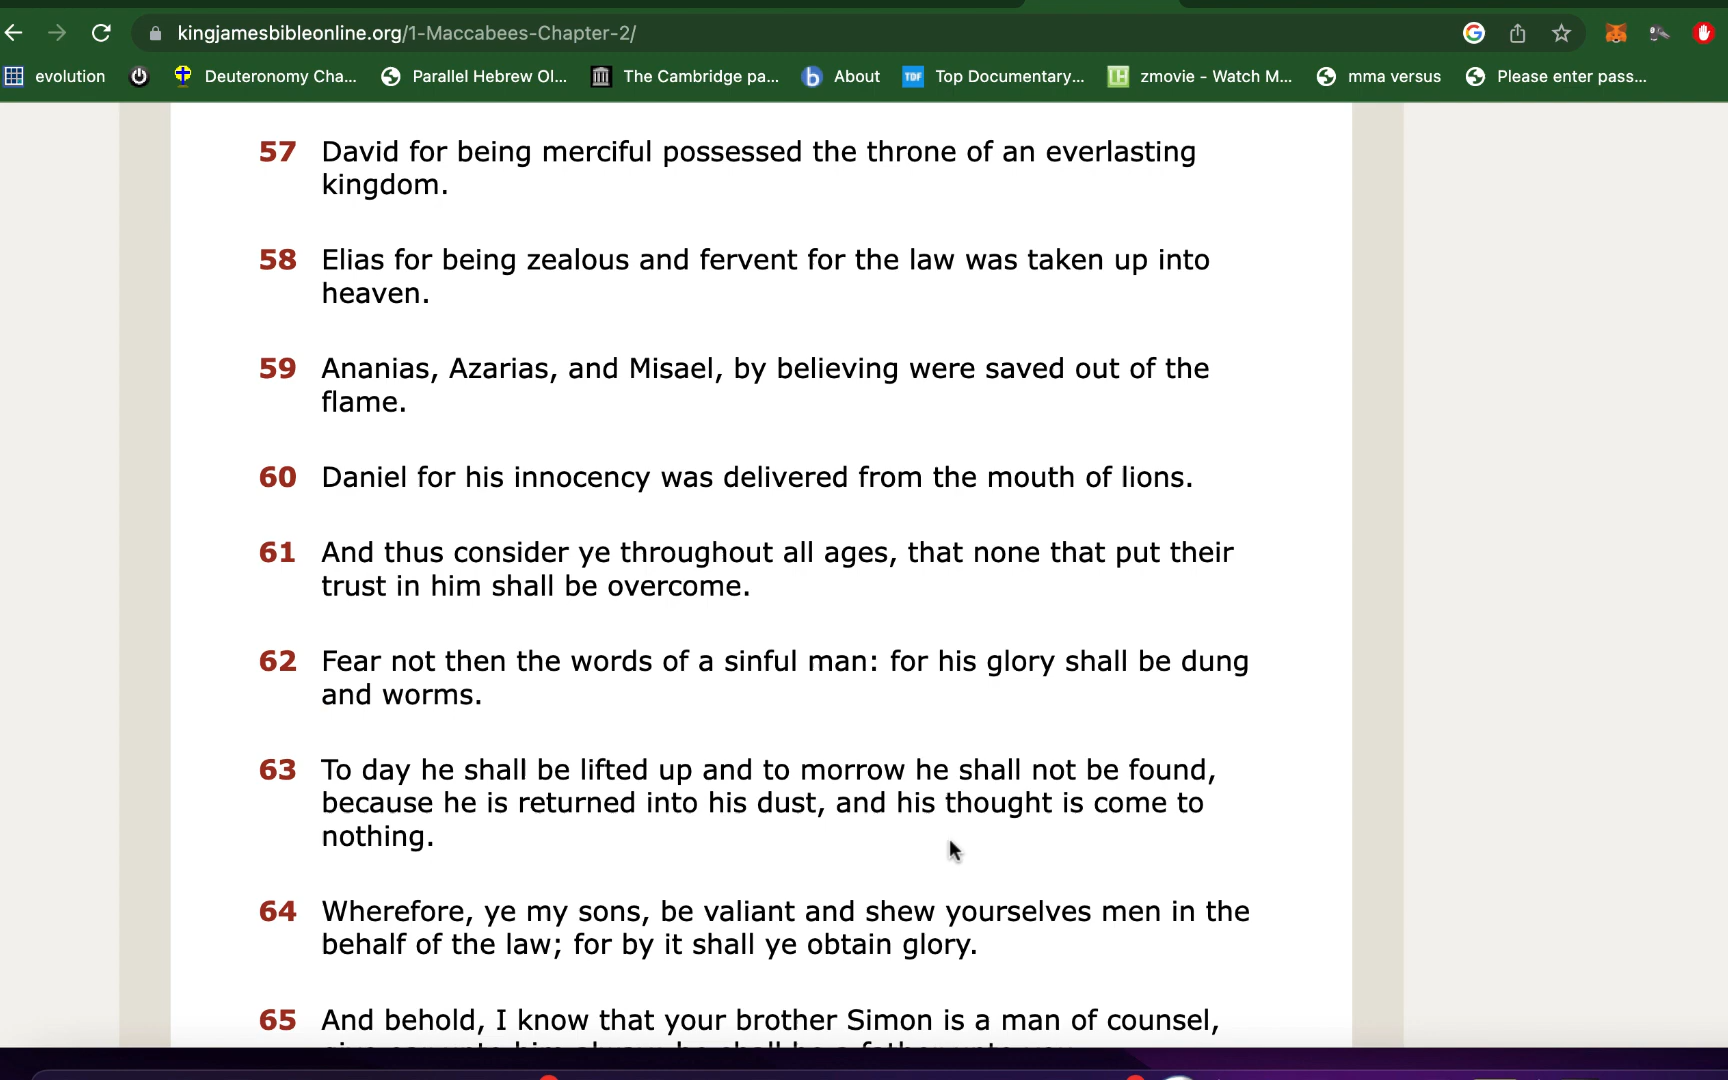 kingjamesbibleonline.org/1-Maccabees-Chapter-2/
evolution Deuteronomy Cha... Parallel Hebrew Ol... The Cambridge pa... About Top Documentary... zmovie - Watch M... mma versus Please enter pass...
57 David for being merciful possessed the throne of an everlasting
kingdom.
58 Elias for being zealous and fervent for the law was taken up into
heaven.
59 Ananias, Azarias, and Misael, by believing were saved out of the
flame.
60 Daniel for his innocency was delivered from the mouth of lions.
61 And thus consider ye throughout all ages, that none that put their
trust in him shall be overcome.
62 Fear not then the words of a sinful man: for his glory shall be dung
and worms.
63 To day he shall be lifted up and to morrow he shall not be found,
because he is returned into his dust, and his thought is come to
nothing.
64 Wherefore, ye my sons, be valiant and shew yourselves men in the
behalf of the law; for by it shall ye obtain glory.
65 And behold, I know that your brother Simon is a man of counsel,